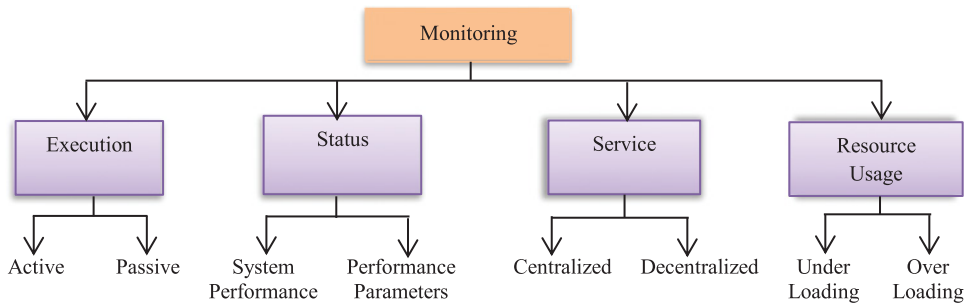 Monitoring
Execution
Status
Service
Resource
Usage
Active
Passive
System
Performance
Performance
Parameters
Centralized
Decentralized
Under
Loading
Over
Loading